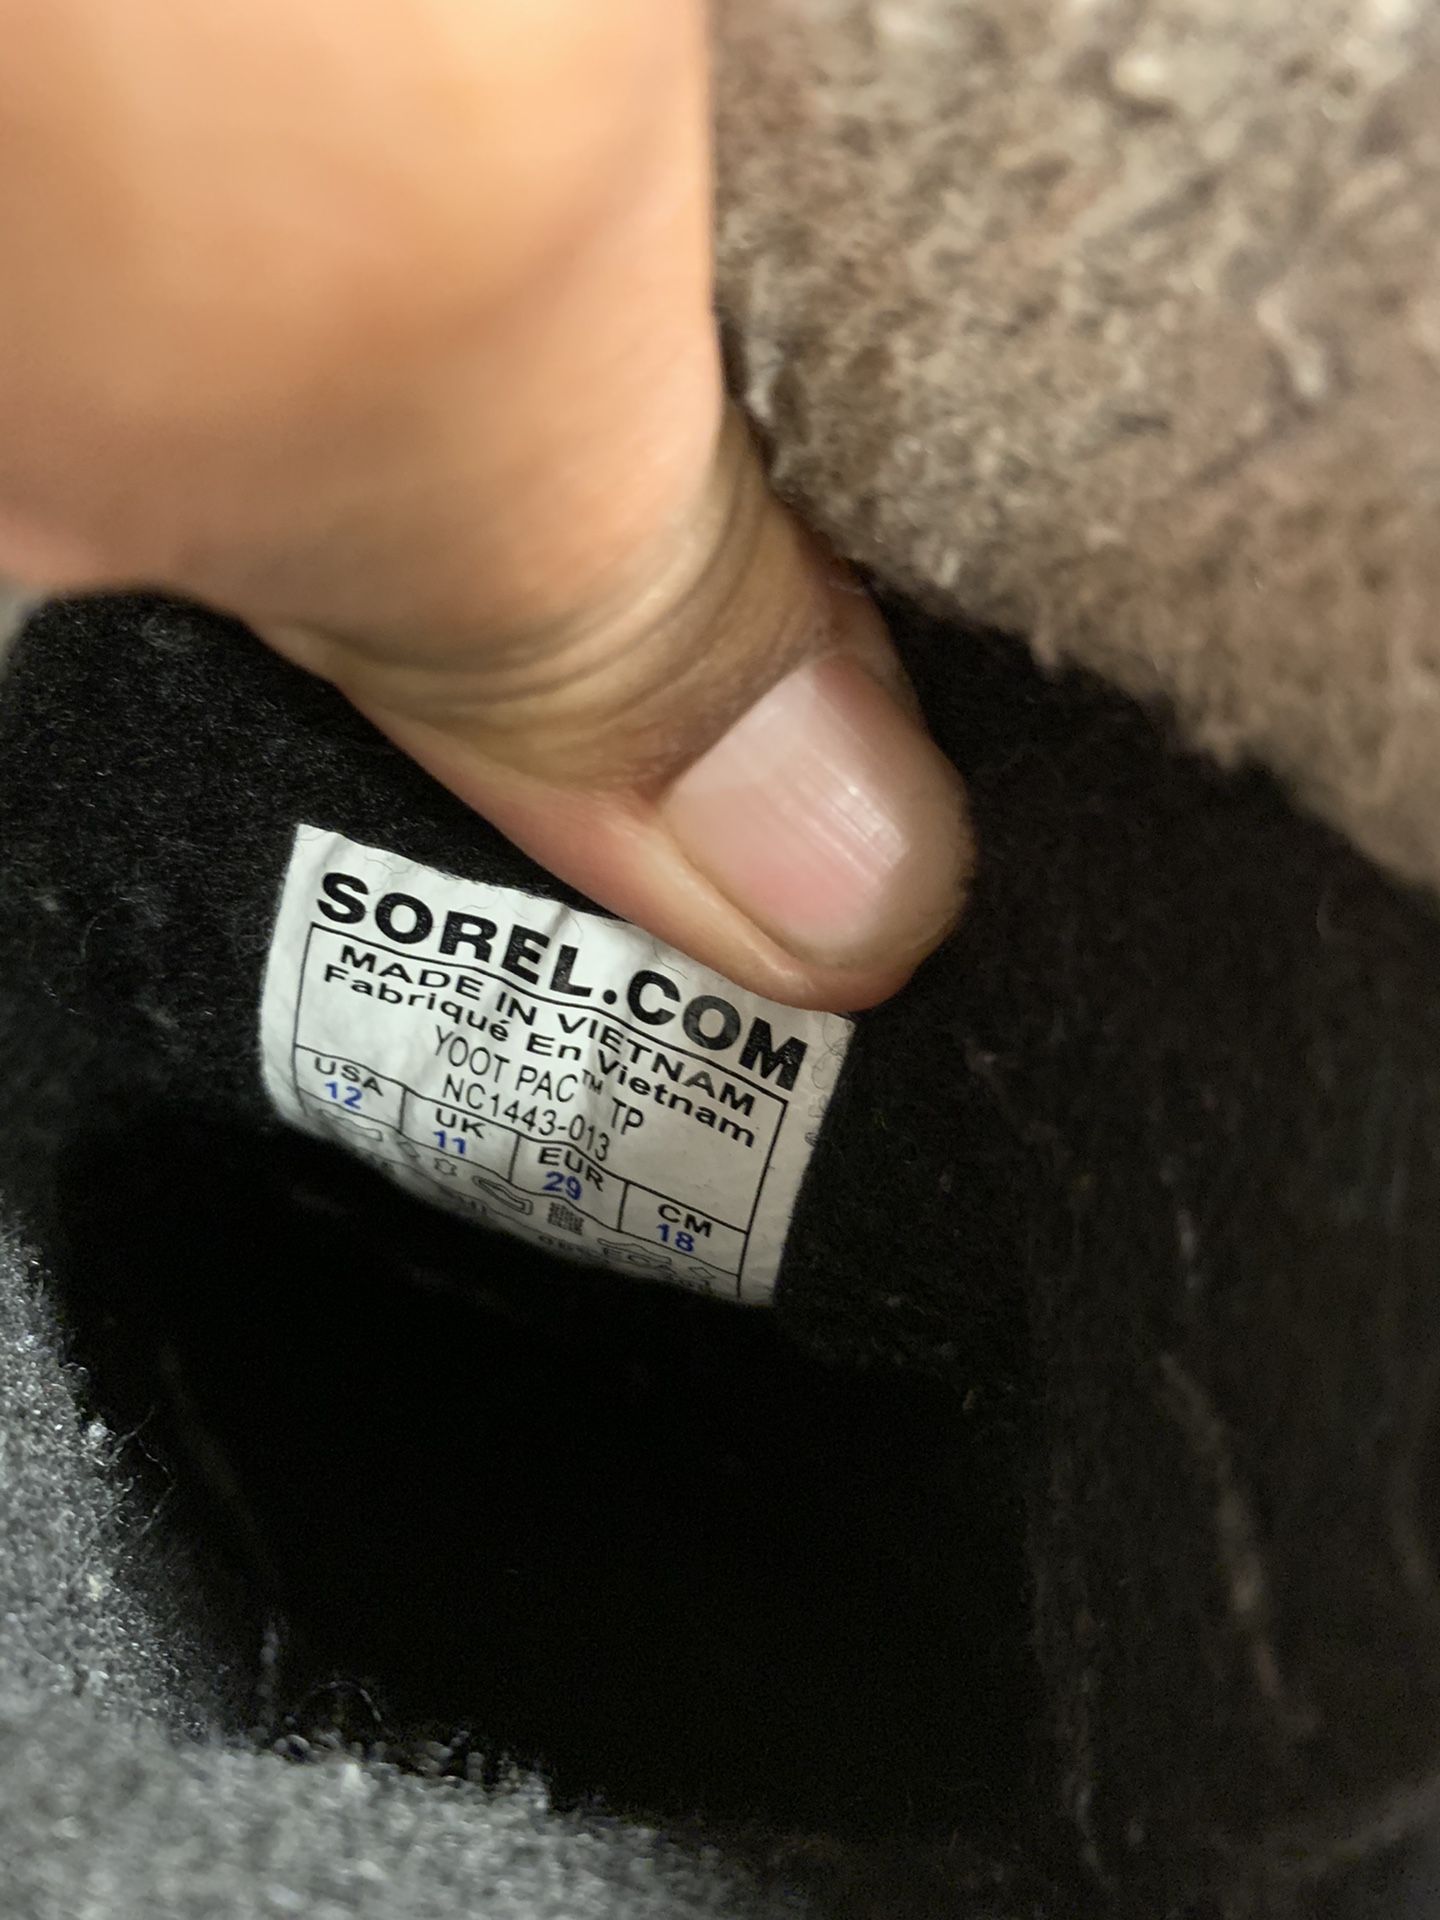 SOREL.COM
MADE IN VIETNAM
Fabriqué En Vietnam
YOOT PAC™ TP
NC1443-013
USA UK EUR CM
12 11 29 18